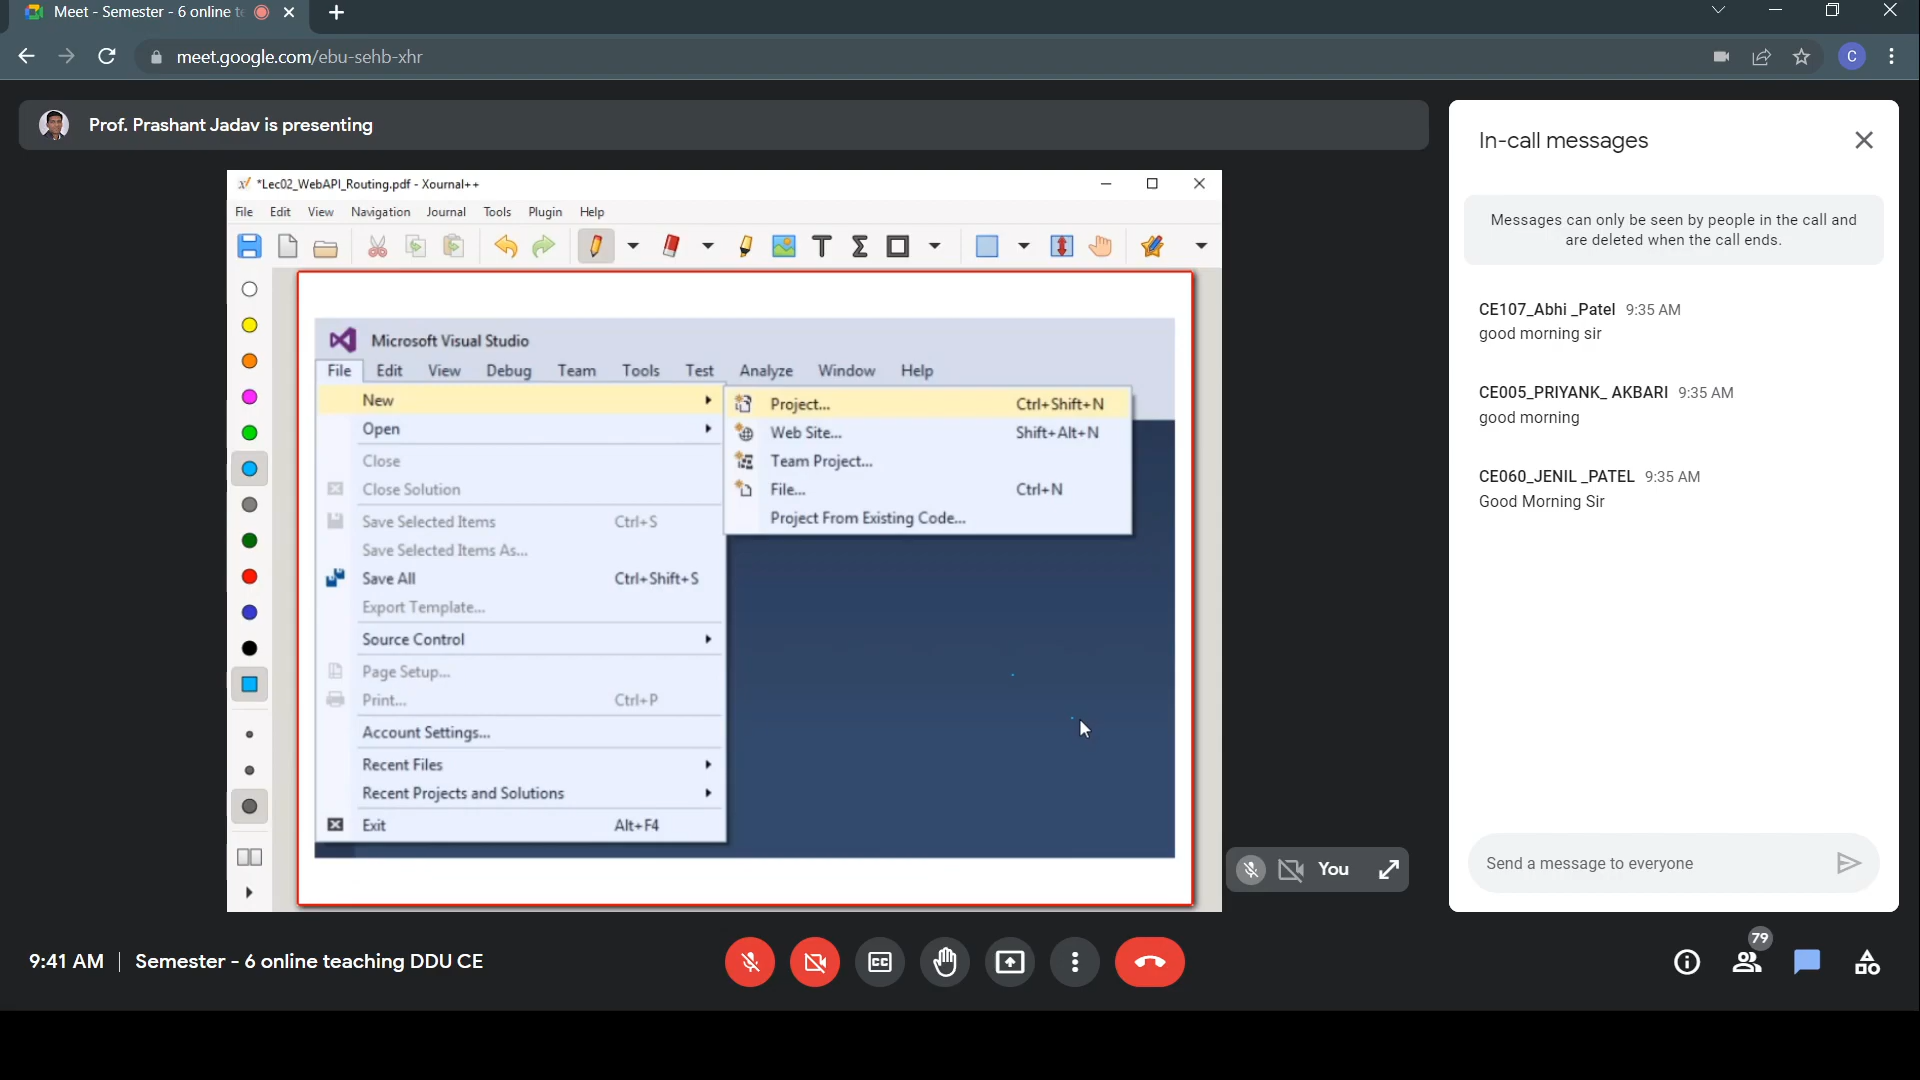 Meet - Semester - 6 online t
meet.google.com/ebu-sehb-xhr
C
Prof. Prashant Jadav is presenting
*Lec02_WebAPI_Routing.pdf - Xournal++
File Edit View Navigation Journal Tools Plugin Help
Microsoft Visual Studio
File Edit View Debug Team Tools Test Analyze Window Help
New
Open
Close
Close Solution
Save Selected Items Ctrl+S
Save Selected Items As...
Save All Ctrl+Shift+S
Export Template...
Source Control
Page Setup...
Print... Ctrl+P
Account Settings...
Recent Files
Recent Projects and Solutions
Exit Alt+F4
Project... Ctrl+Shift+N
Web Site... Shift+Alt+N
Team Project...
File... Ctrl+N
Project From Existing Code...
You
In-call messages
Messages can only be seen by people in the call and
are deleted when the call ends.
CE107_Abhi _Patel 9:35 AM
good morning sir
CE005_PRIYANK_ AKBARI 9:35 AM
good morning
CE060_JENIL _PATEL 9:35 AM
Good Morning Sir
Send a message to everyone
9:41 AM | Semester - 6 online teaching DDU CE
CC
79